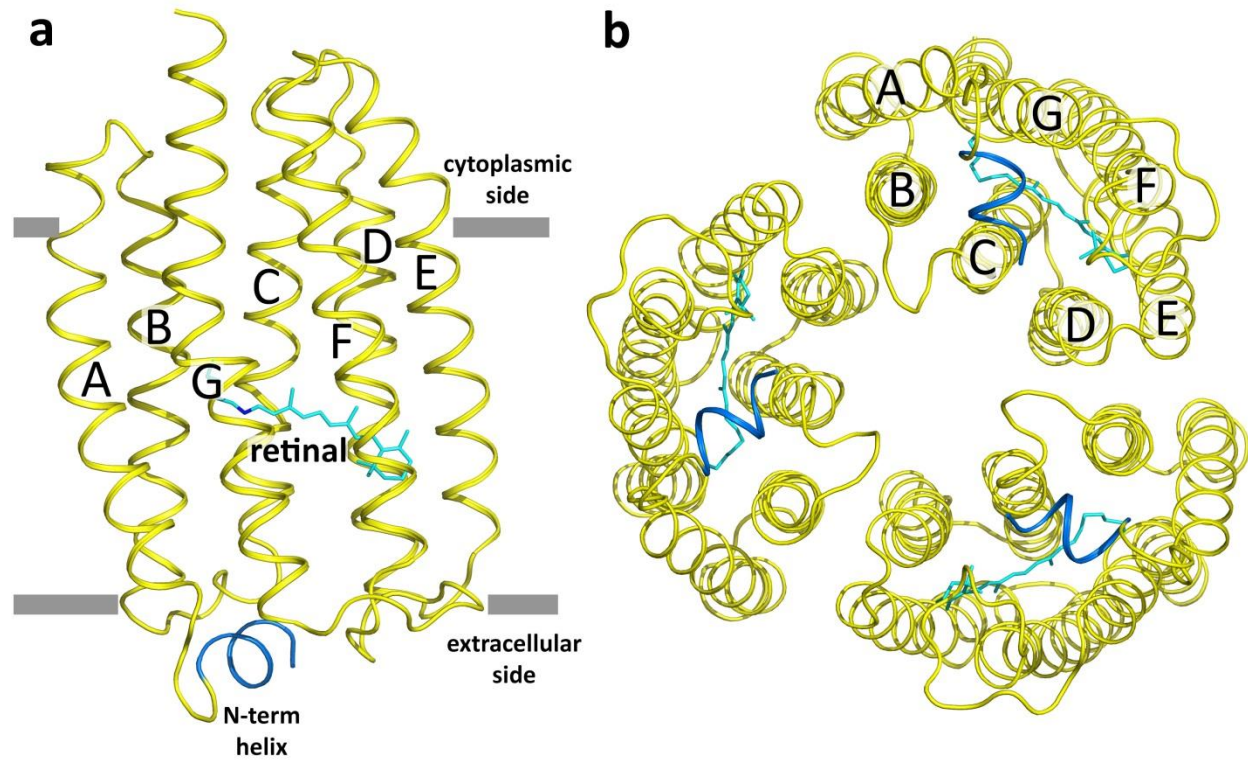 a
b
cytoplasmic
side
A
B
G
C
D
E
F
retinal
extracellular
side
N-term
helix
A
G
B
F
C
D
E